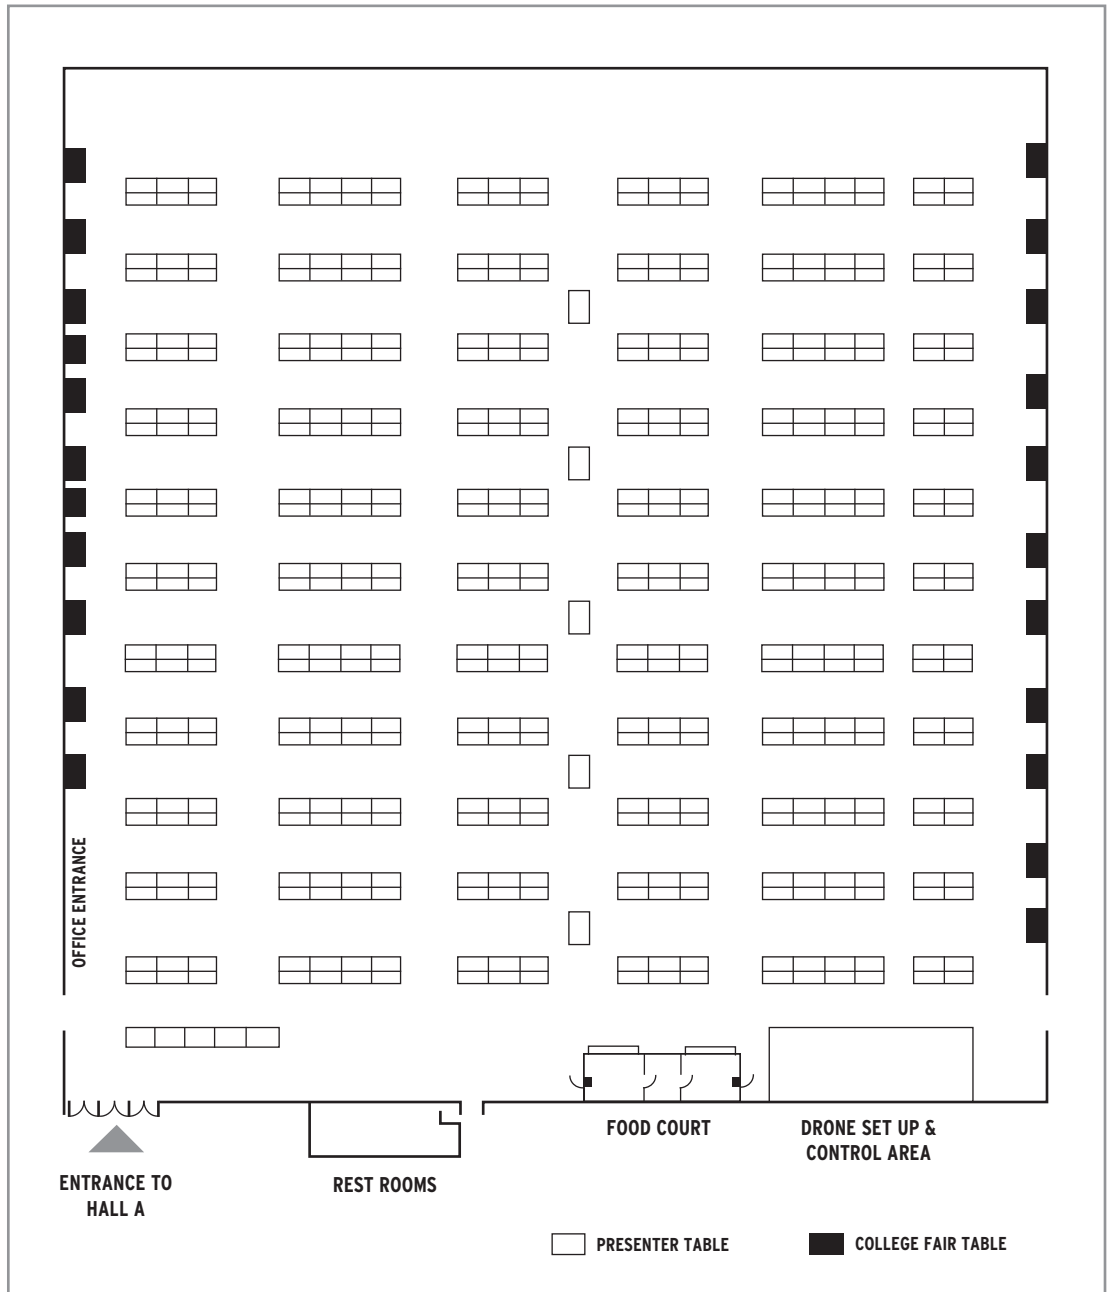 OFFICE ENTRANCE
FOOD COURT
DRONE SET UP &
CONTROL AREA
ENTRANCE TO
HALL A
REST ROOMS
PRESENTER TABLE
COLLEGE FAIR TABLE